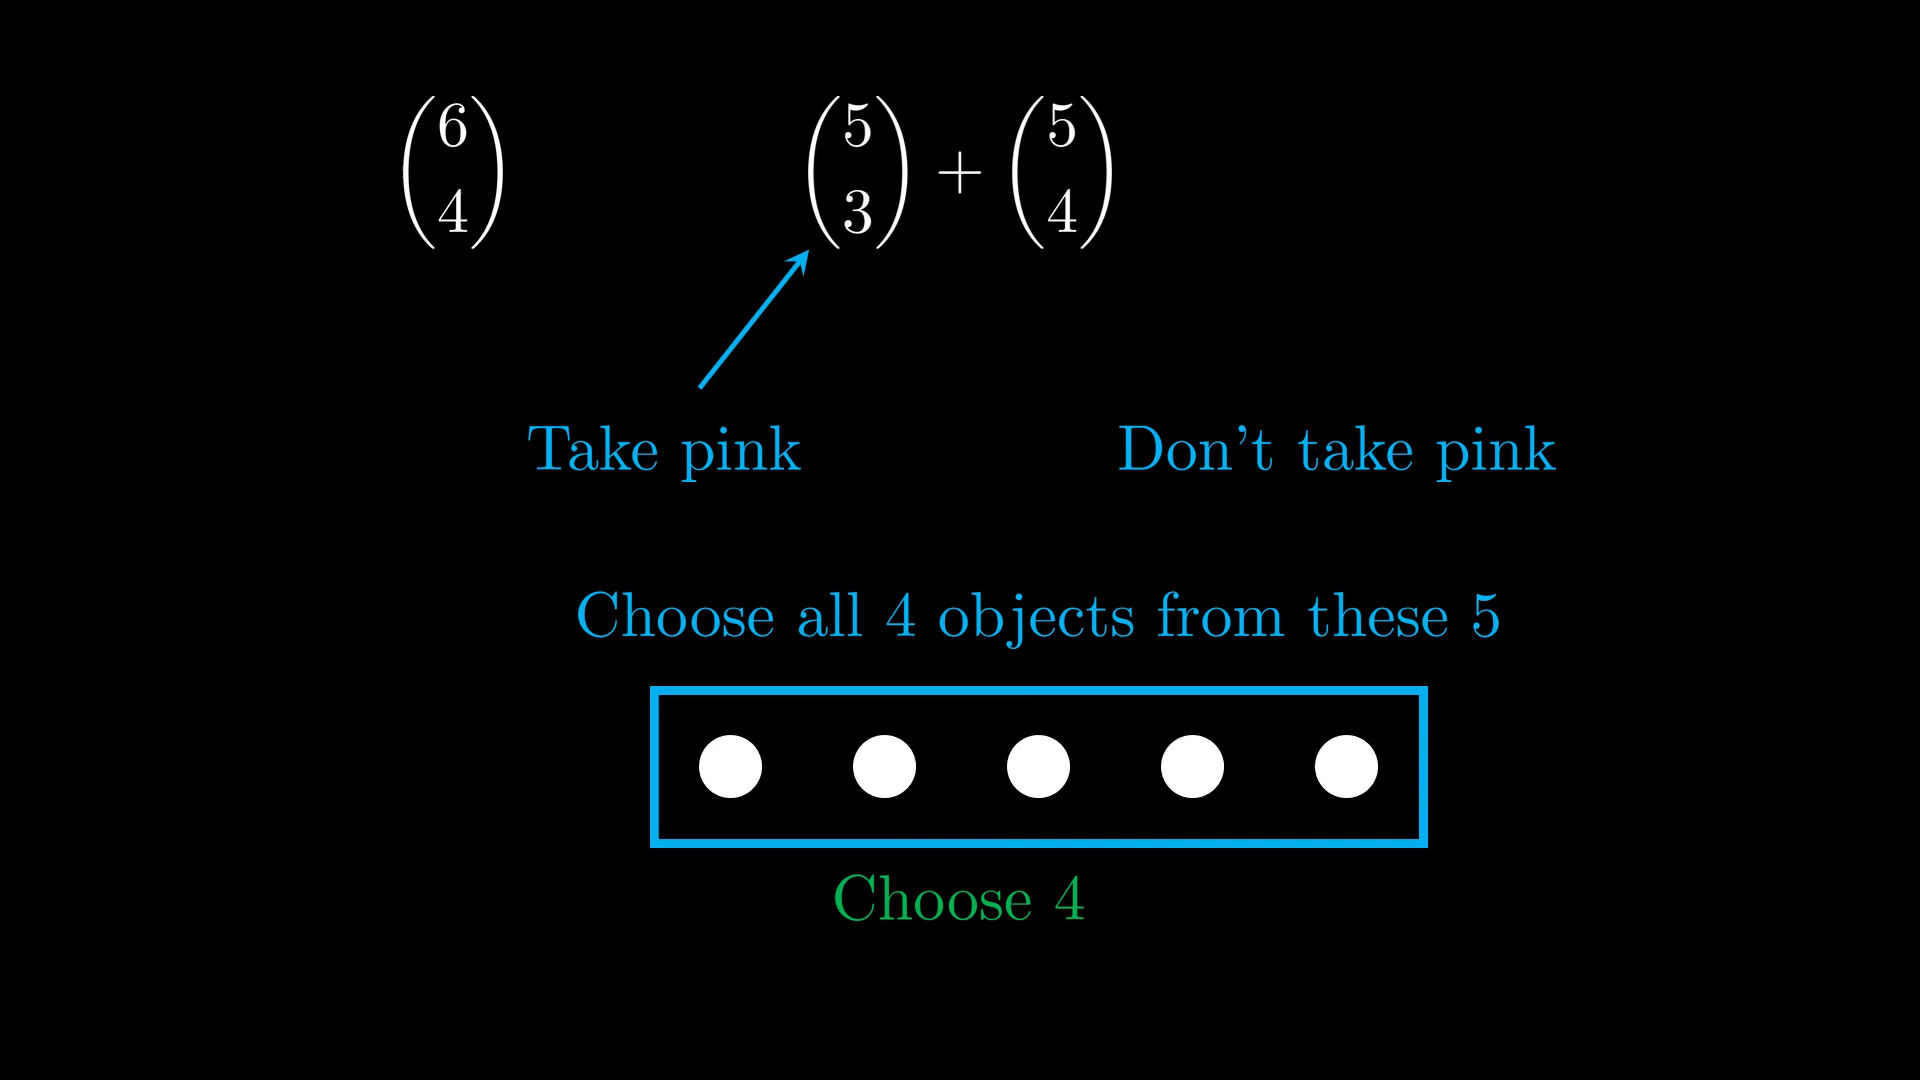 (6 4) (5 3) + (5 4)
Take pink Don't take pink
Choose all 4 objects from these 5
Choose 4